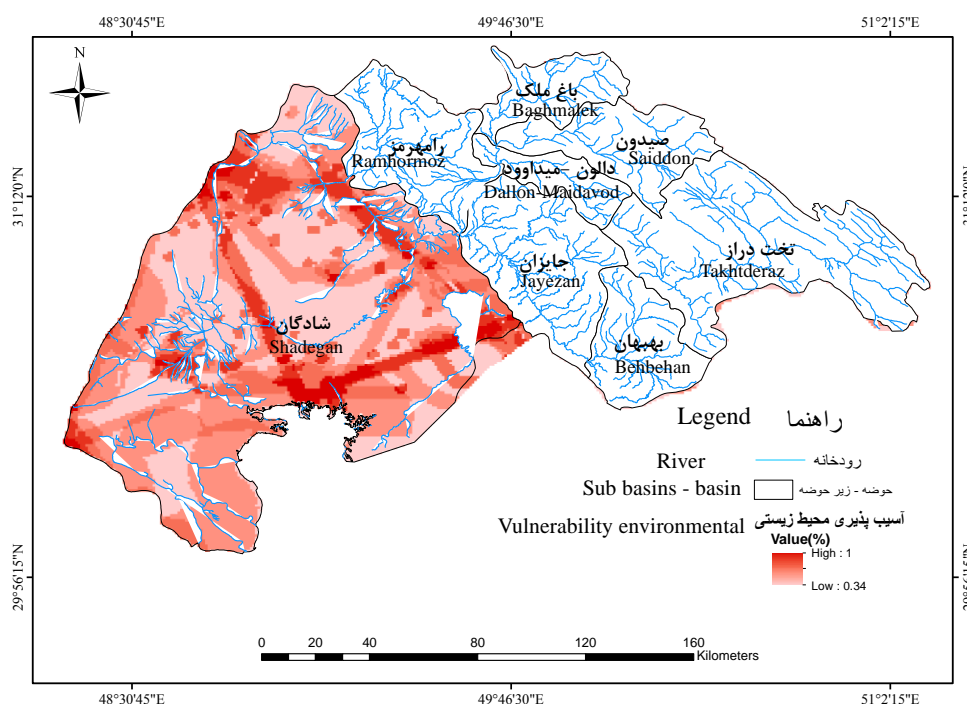 48°30'45"E 49°46'30"E 51°2'15"E
N
باغ ملک
Baghmalek
صیدون
Saiddon
رامهرمز
Ramhormoz
دالون -میداوود
Dallon-Maidavod
31°12'0"N
تخت دراز
Takhtderaz
جایزان
Jayezan
شادگان
Shadegan
بهبهان
Behbehan
Legend راهنما
River رودخانه
Sub basins - basin حوضه - زیر حوضه
Vulnerability environmental آسیب پذیری محیط زیستی
Value(%)
High : 1
Low : 0.34
29°56'15"N
0 20 40 80 120 160
Kilometers
48°30'45"E 49°46'30"E 51°2'15"E